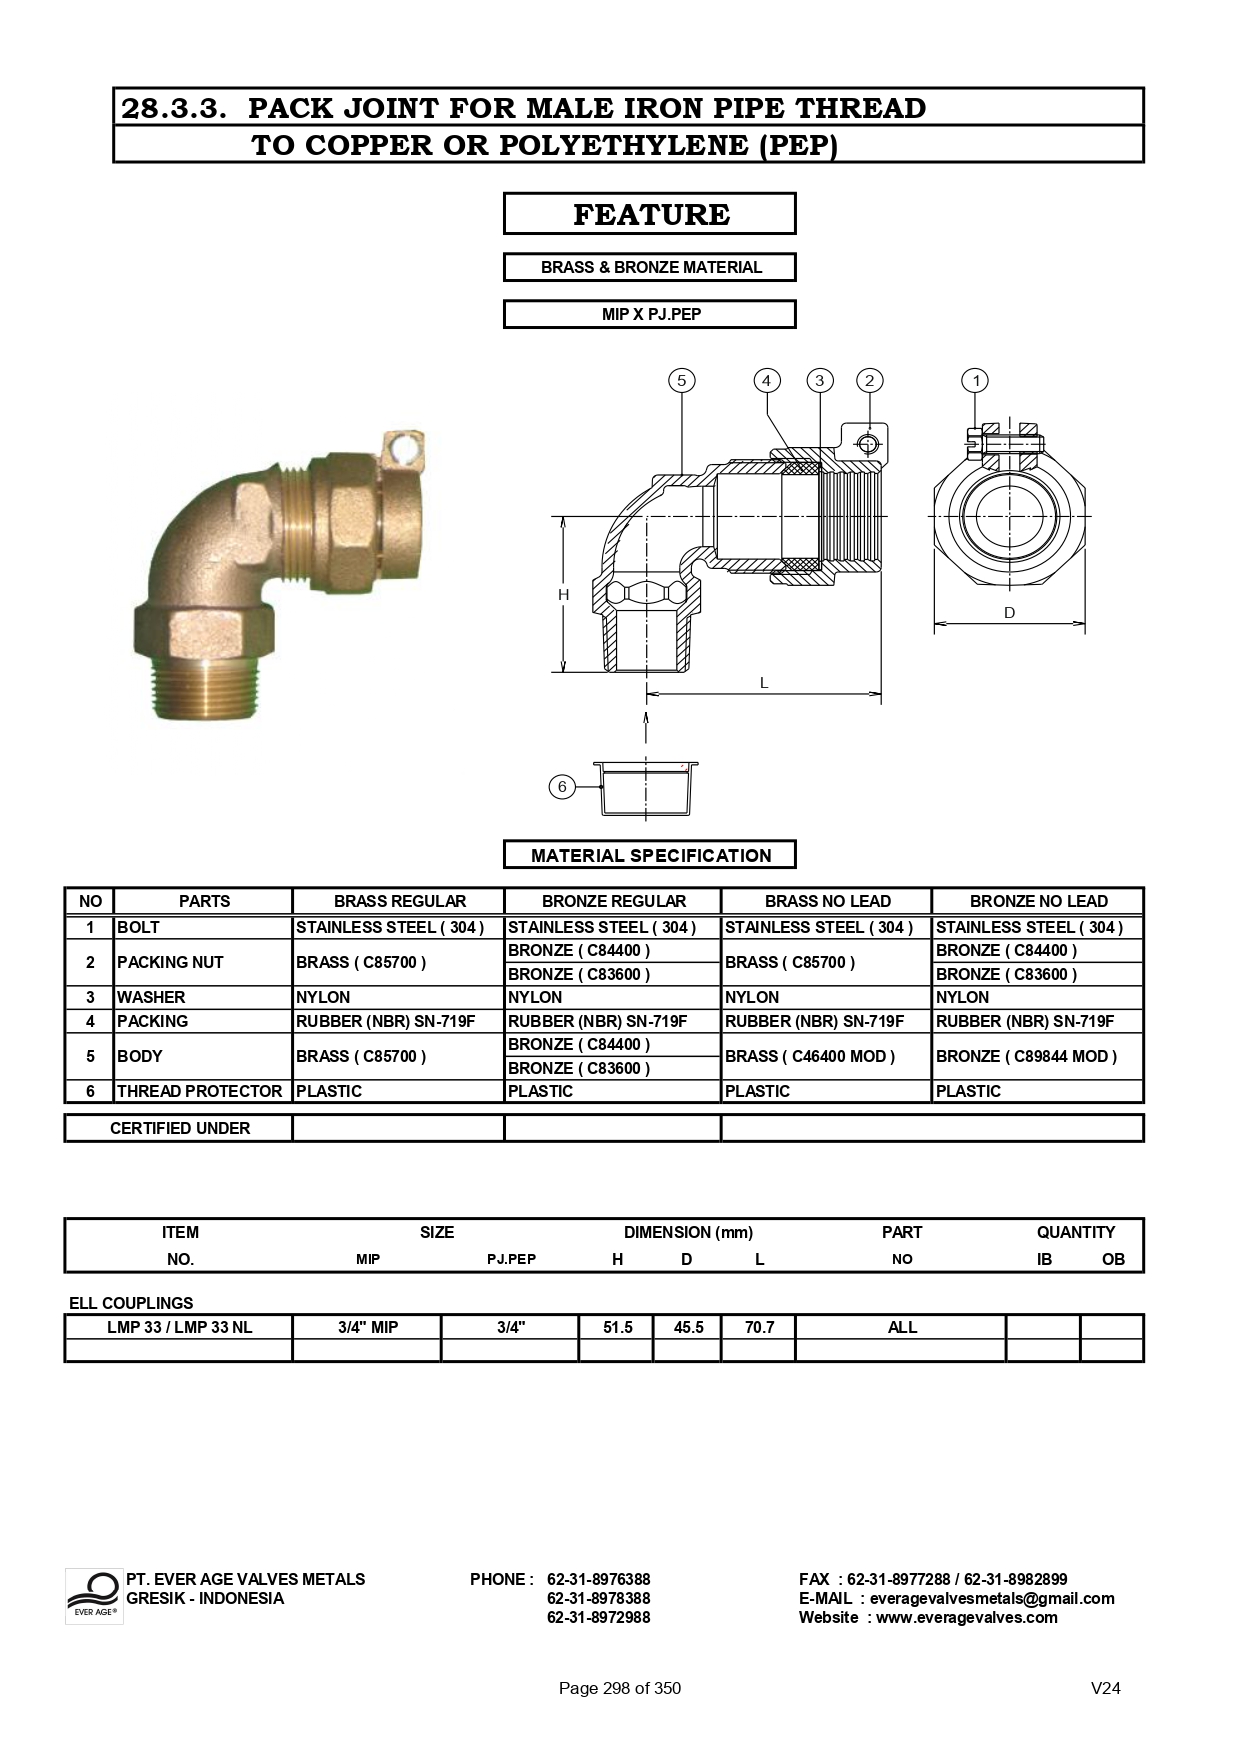 28.3.3. PACK JOINT FOR MALE IRON PIPE THREAD
TO COPPER OR POLYETHYLENE (PEP)
FEATURE
BRASS & BRONZE MATERIAL
MIP X PJ.PEP
5 4 3 2 1
H
D
L
6
MATERIAL SPECIFICATION
NO PARTS BRASS REGULAR BRONZE REGULAR BRASS NO LEAD BRONZE NO LEAD
1 BOLT STAINLESS STEEL ( 304 ) STAINLESS STEEL ( 304 ) STAINLESS STEEL ( 304 ) STAINLESS STEEL ( 304 )
BRONZE ( C84400 ) BRONZE ( C84400 )
2 PACKING NUT BRASS ( C85700 ) BRASS ( C85700 )
BRONZE ( C83600 ) BRONZE ( C83600 )
3 WASHER NYLON NYLON NYLON NYLON
4 PACKING RUBBER (NBR) SN-719F RUBBER (NBR) SN-719F RUBBER (NBR) SN-719F RUBBER (NBR) SN-719F
BRONZE ( C84400 )
5 BODY BRASS ( C85700 ) BRASS ( C46400 MOD ) BRONZE ( C89844 MOD )
BRONZE ( C83600 )
6 THREAD PROTECTOR PLASTIC PLASTIC PLASTIC PLASTIC
CERTIFIED UNDER
ITEM SIZE DIMENSION (mm) PART QUANTITY
NO. MIP PJ.PEP H D L NO IB OB
ELL COUPLINGS
LMP 33 / LMP 33 NL 3/4" MIP 3/4" 51.5 45.5 70.7 ALL
EVER AGE®
PT. EVER AGE VALVES METALS PHONE : 62-31-8976388 FAX : 62-31-8977288 / 62-31-8982899
GRESIK - INDONESIA 62-31-8978388 E-MAIL : everagevalvesmetals@gmail.com
62-31-8972988 Website : www.everagevalves.com
Page 298 of 350 V24